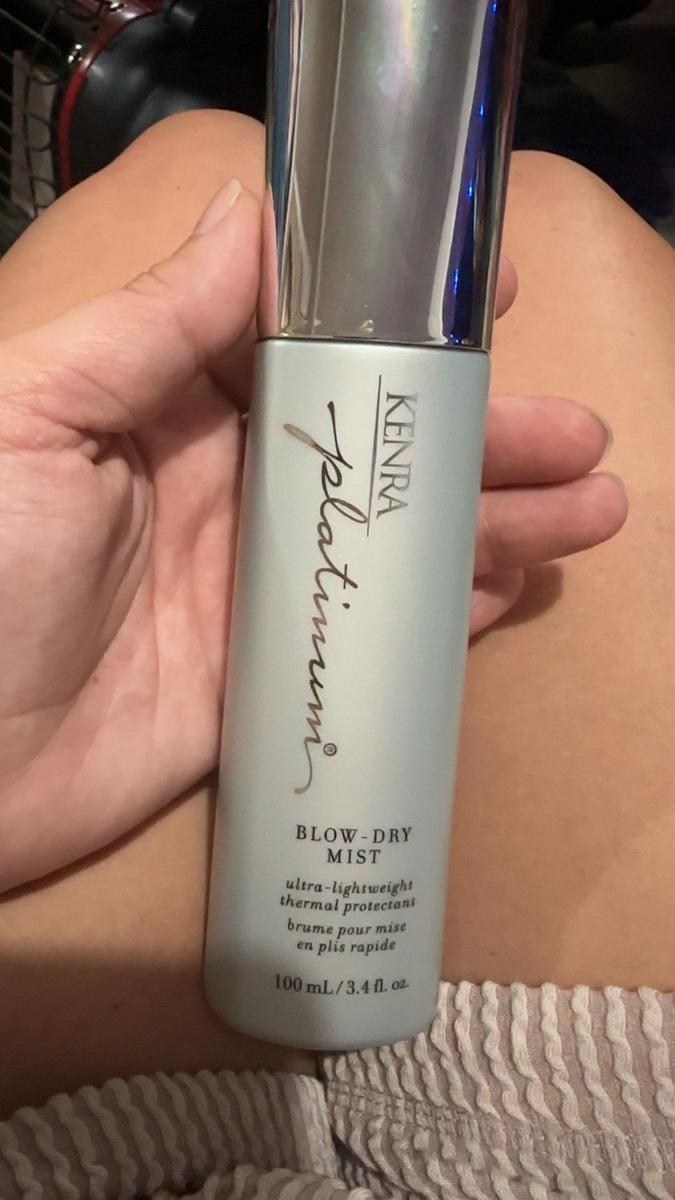 KENRA
platinum®
BLOW-DRY
MIST
ultra-lightweight
thermal protectant
brume pour mise
en plis rapide
100 mL/3.4 fl. oz.